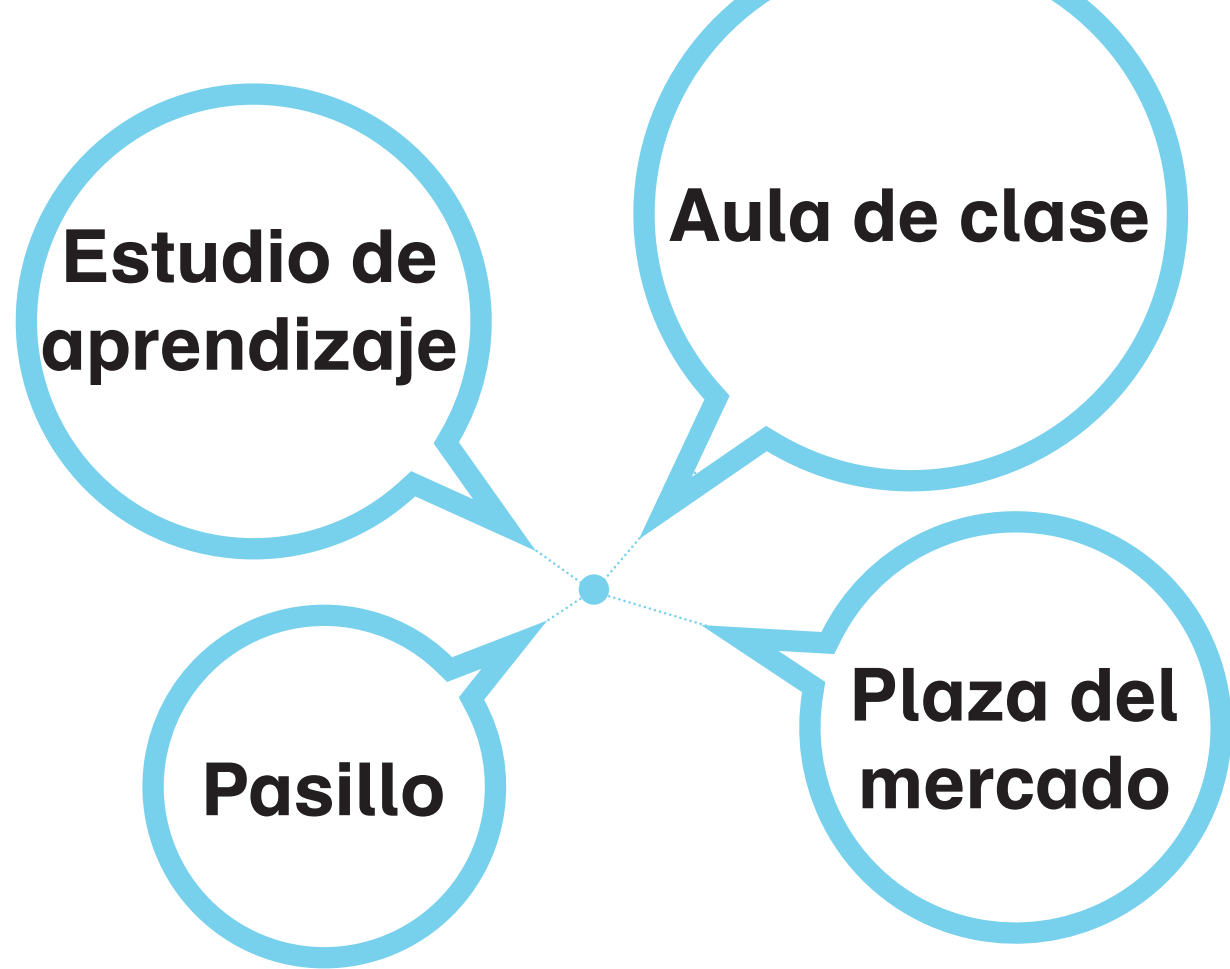 Estudio de
aprendizaje
Aula de clase
Pasillo
Plaza del
mercado